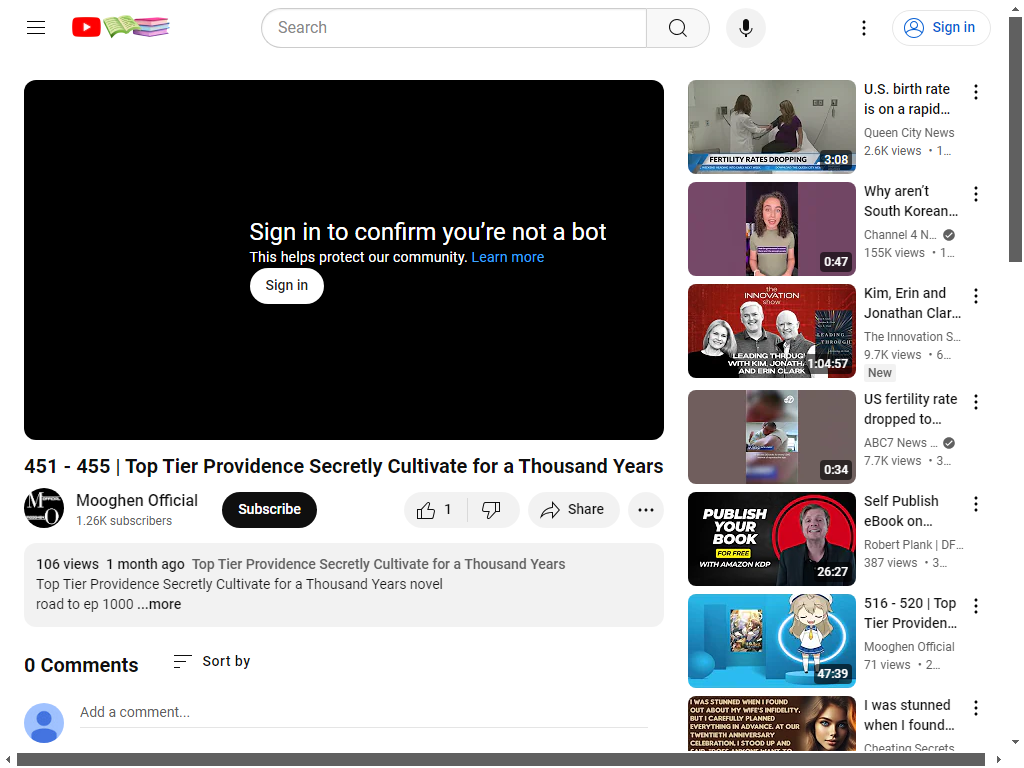 Search
Sign in
Sign in to confirm you’re not a bot
This helps protect our community. Learn more
Sign in
451 - 455 | Top Tier Providence Secretly Cultivate for a Thousand Years
Mooghen Official
1.26K subscribers
Subscribe
1
Share
106 views 1 month ago Top Tier Providence Secretly Cultivate for a Thousand Years
Top Tier Providence Secretly Cultivate for a Thousand Years novel
road to ep 1000 ...more
0 Comments
Sort by
Add a comment...
FERTILITY RATES DROPPING
3:08
U.S. birth rate
is on a rapid…
Queen City News
2.6K views • 1…
0:47
Why aren’t
South Korean…
Channel 4 N…
155K views • 1…
the
INNOVATION
show
LEADING THROUGH
WITH KIM, JONATHAN
AND ERIN CLARK
LEADING
THROUGH
1:04:57
Kim, Erin and
Jonathan Clar…
The Innovation S…
9.7K views • 6…
New
0:34
US fertility rate
dropped to…
ABC7 News …
7.7K views • 3…
PUBLISH
YOUR
BOOK
FOR FREE
WITH AMAZON KDP
26:27
Self Publish
eBook on…
Robert Plank | DF…
387 views • 3…
47:39
516 - 520 | Top
Tier Providen…
Mooghen Official
71 views • 2…
I WAS STUNNED WHEN I FOUND
OUT ABOUT MY WIFE'S INFIDELITY,
BUT I CAREFULLY PLANNED
EVERYTHING IN ADVANCE. AT OUR
TWENTIETH ANNIVERSARY
CELEBRATION, I STOOD UP AND
I was stunned
when I found…
Cheating Secrets